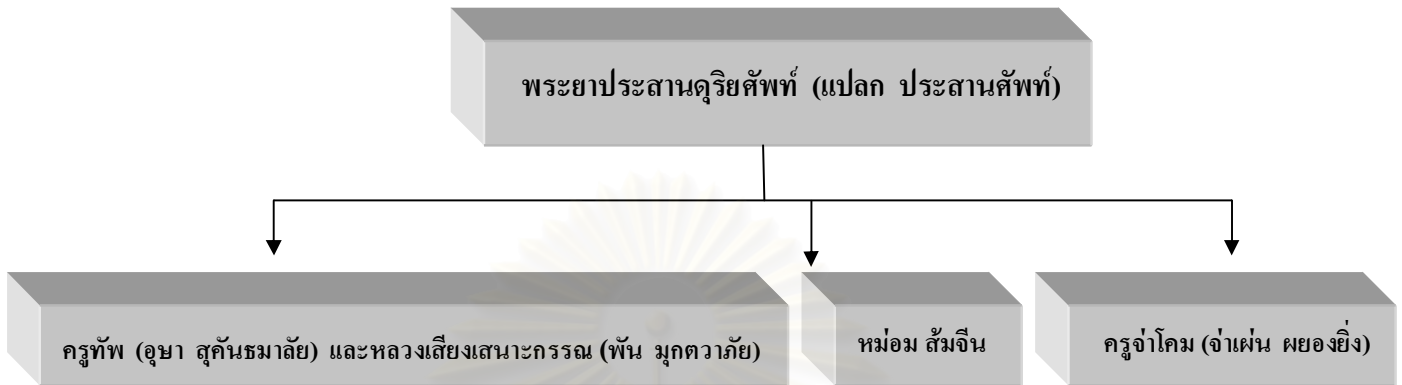 พระยาประสานดุริยศัพท์ (แปลก ประสานศัพท์)
ครูทัพ (อุษา สุคันธมาลัย) และหลวงเสียงเสนาะกรรณ (พัน มุกตวาภัย)
หม่อม ส้มจีน
ครูจ่าโคม (จ่าเผ่น ผยองยิ่ง)